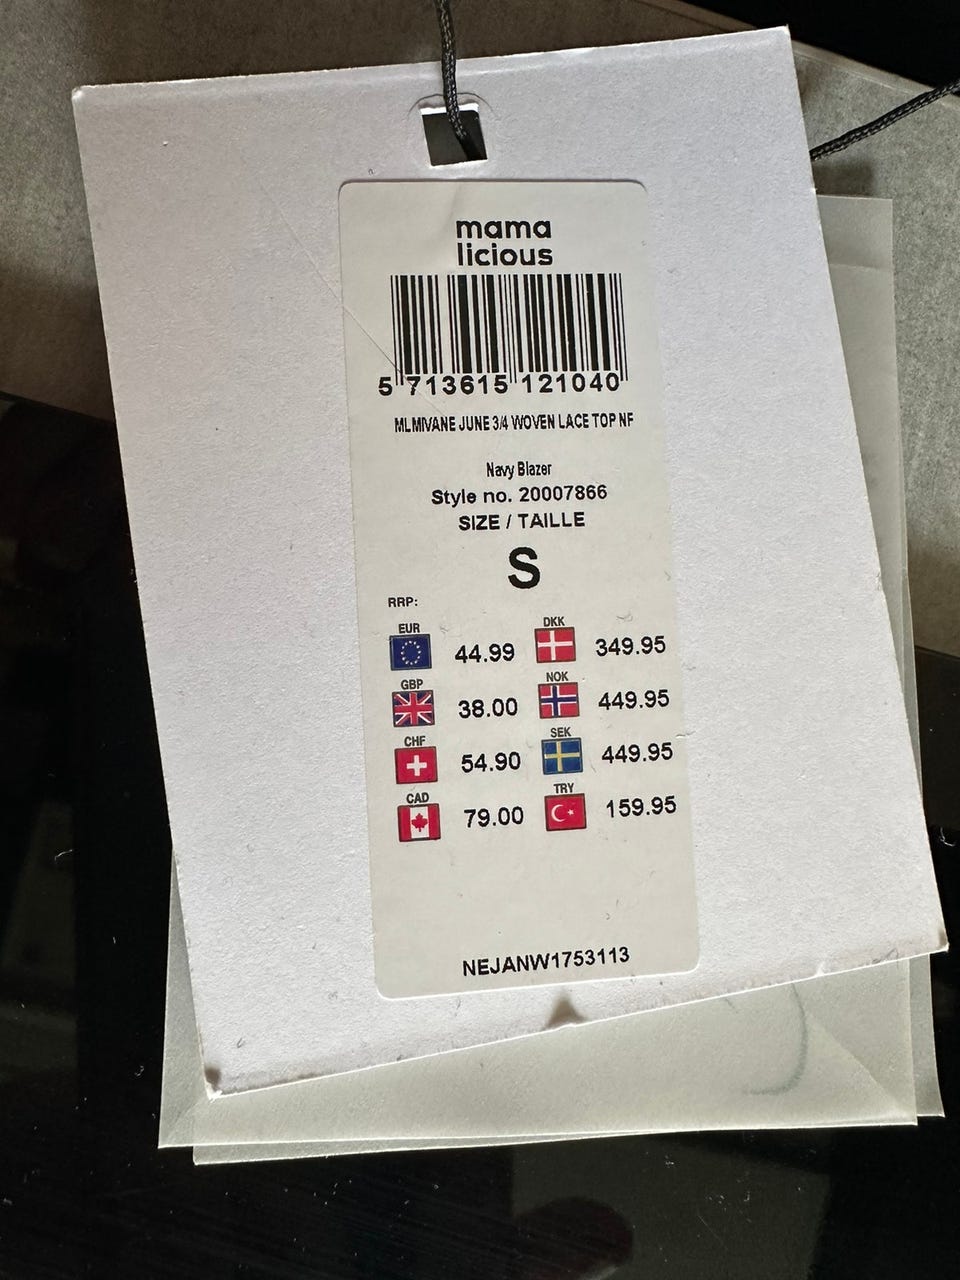 mama
licious
5 713615 121040
MLMIVANE JUNE 3/4 WOVEN LACE TOP NF
Navy Blazer
Style no. 20007866
SIZE / TAILLE
S
RRP:
EUR 44.99 DKK 349.95
GBP 38.00 NOK 449.95
CHF 54.90 SEK 449.95
CAD 79.00 TRY 159.95
NEJANW1753113